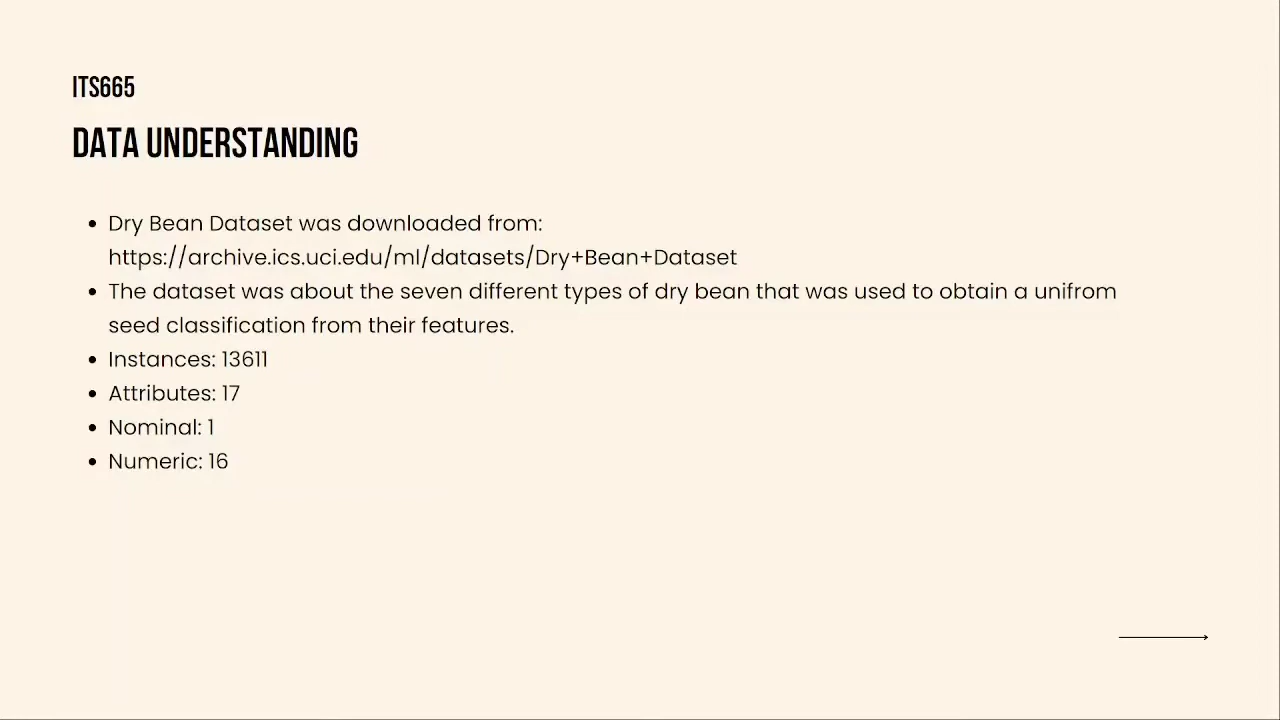 ITS665
DATA UNDERSTANDING
• Dry Bean Dataset was downloaded from:
https://archive.ics.uci.edu/ml/datasets/Dry+Bean+Dataset
• The dataset was about the seven different types of dry bean that was used to obtain a unifrom
seed classification from their features.
• Instances: 13611
• Attributes: 17
• Nominal: 1
• Numeric: 16